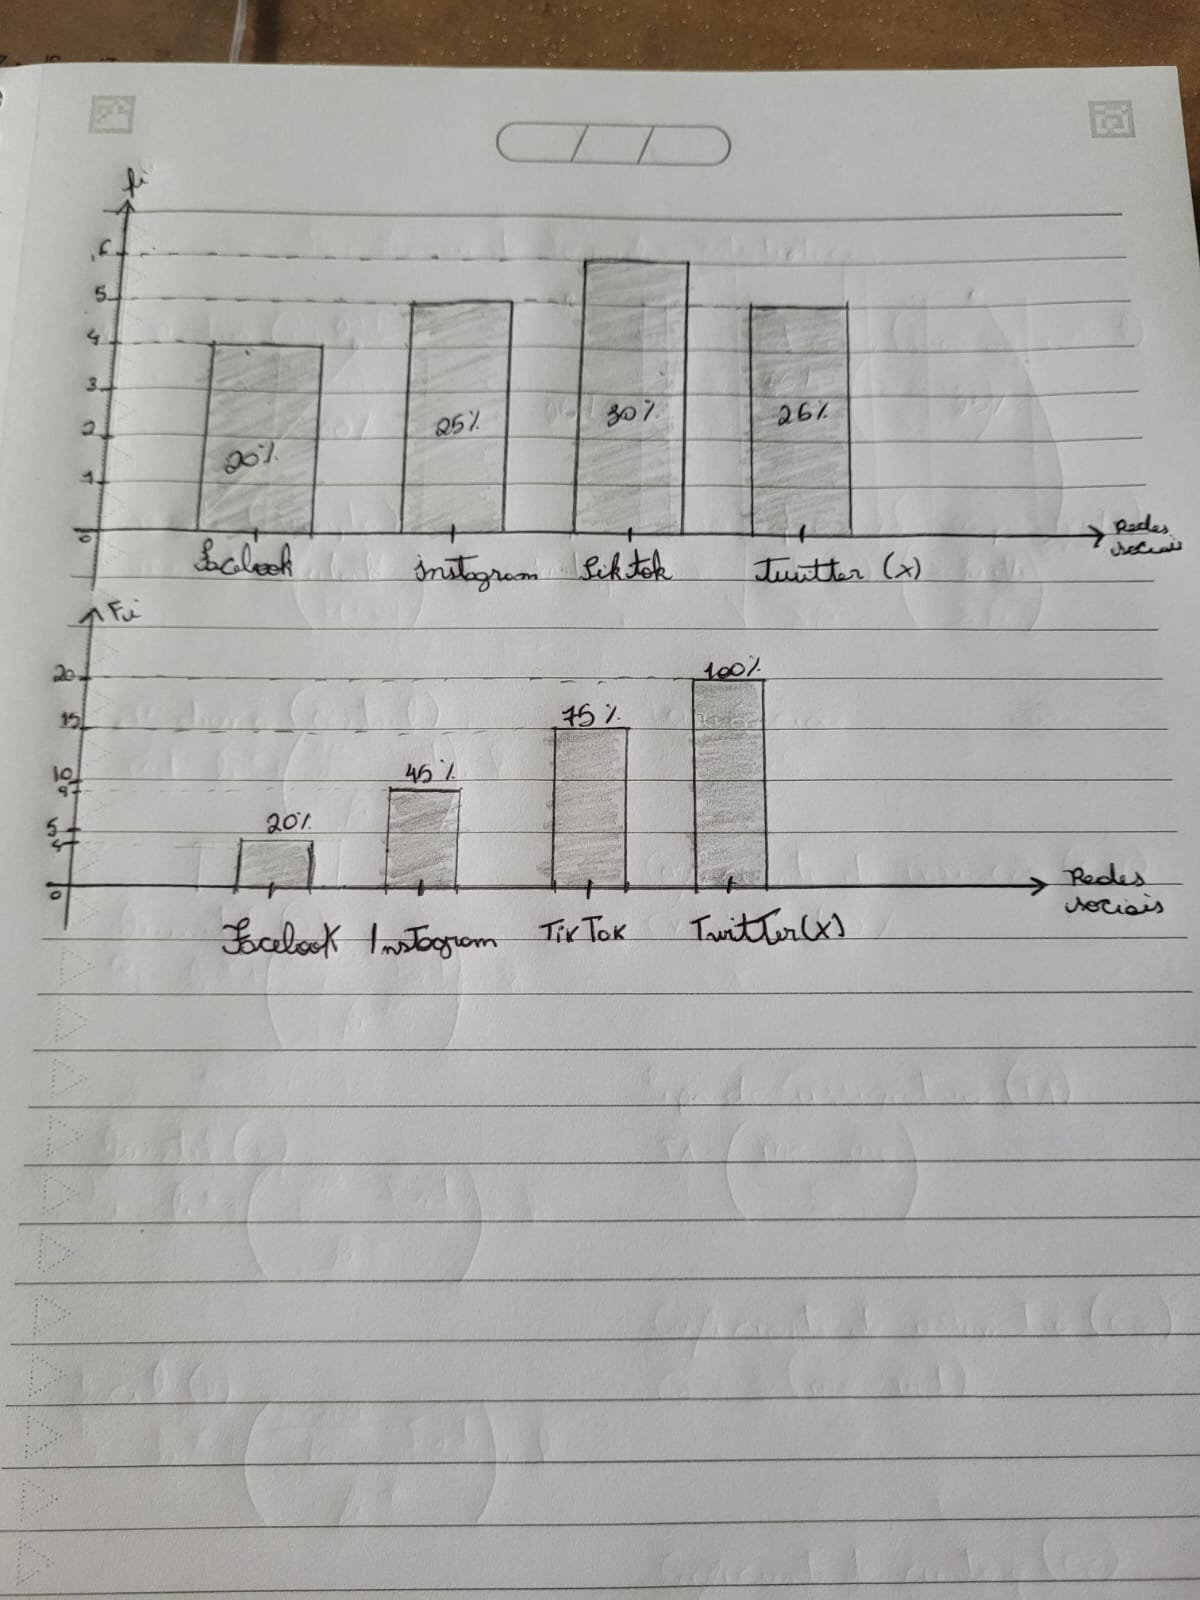 fi
6
5
4
3
2
1
0
20%
25%
30%
25%
Facebook instagram Tiktok twitter (x)
Redes
sociais
Fi
20
15
10
9
5
4
0
20%
45%
75%
100%
Facebook Instagram TikTok Twitter(x)
Redes
sociais